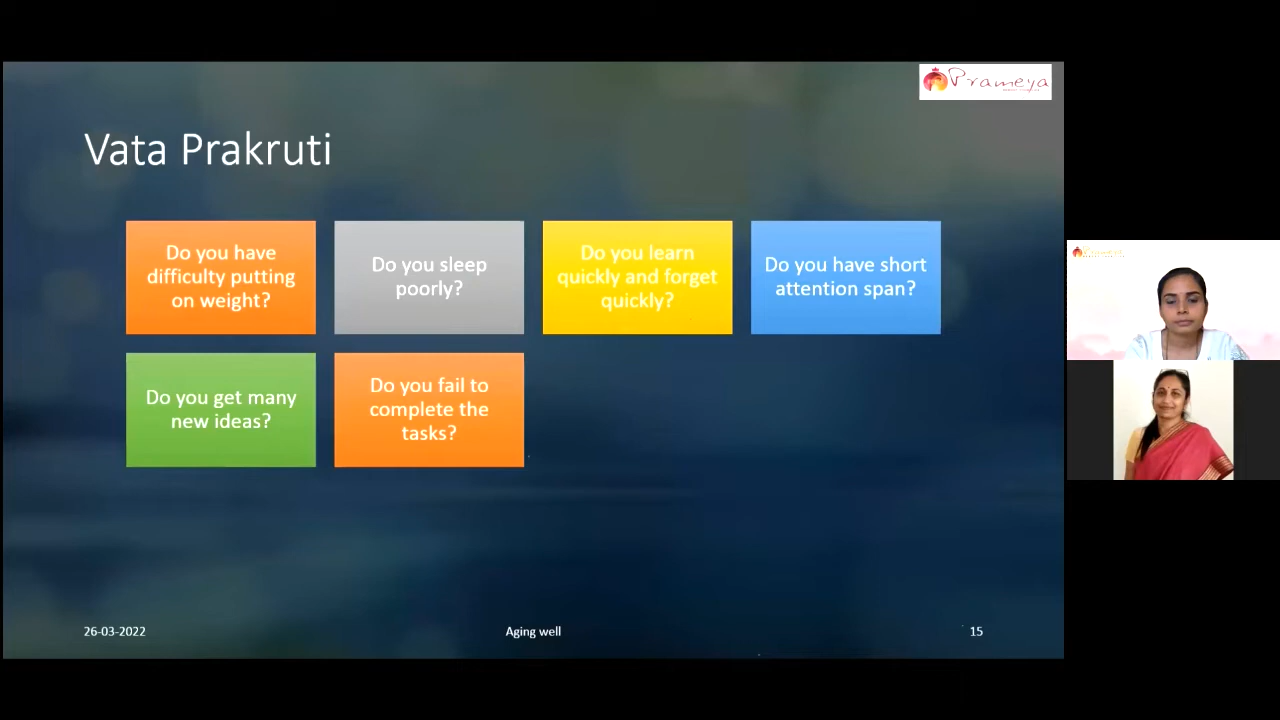 Prameya
Vata Prakruti
Do you have
difficulty putting
on weight?
Do you sleep
poorly?
Do you learn
quickly and forget
quickly?
Do you have short
attention span?
Do you get many
new ideas?
Do you fail to
complete the
tasks?
26-03-2022
Aging well
15